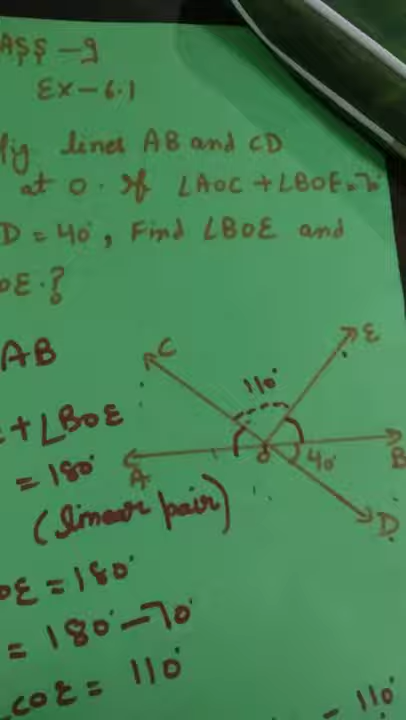 ASS - 9
EX - 6.1
fig lines AB and CD
at O. If ∠AOC + ∠BOE = 70°
D = 40°, Find ∠BOE and
OE.?
AB
+ ∠BOE
= 180°
(linear pair)
OE = 180°
= 180° - 70°
COE = 110°
- 110°
C
E
110°
A
O
40°
B
D